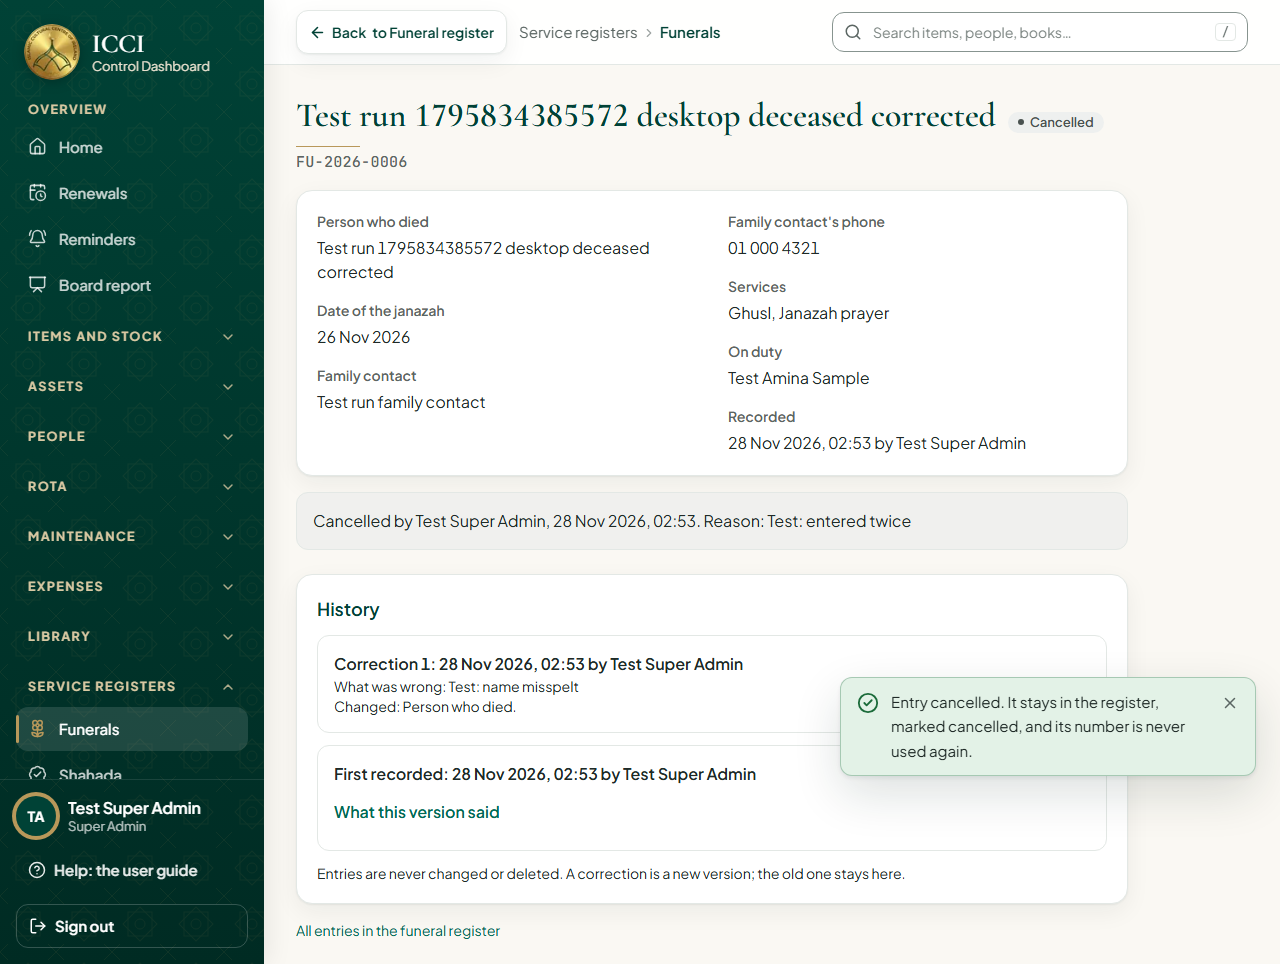 ICCI
Control Dashboard
OVERVIEW
Home
Renewals
Reminders
Board report
ITEMS AND STOCK
ASSETS
PEOPLE
ROTA
MAINTENANCE
EXPENSES
LIBRARY
SERVICE REGISTERS
Funerals
Shahada
TA
Test Super Admin
Super Admin
Help: the user guide
Sign out
Back to Funeral register
Service registers › Funerals
Search items, people, books…
/
Test run 1795834385572 desktop deceased corrected
Cancelled
FU-2026-0006
Person who died
Test run 1795834385572 desktop deceased
corrected
Date of the janazah
26 Nov 2026
Family contact
Test run family contact
Family contact's phone
01 000 4321
Services
Ghusl, Janazah prayer
On duty
Test Amina Sample
Recorded
28 Nov 2026, 02:53 by Test Super Admin
Cancelled by Test Super Admin, 28 Nov 2026, 02:53. Reason: Test: entered twice
History
Correction 1: 28 Nov 2026, 02:53 by Test Super Admin
What was wrong: Test: name misspelt
Changed: Person who died.
First recorded: 28 Nov 2026, 02:53 by Test Super Admin
What this version said
Entries are never changed or deleted. A correction is a new version; the old one stays here.
All entries in the funeral register
Entry cancelled. It stays in the register,
marked cancelled, and its number is never
used again.